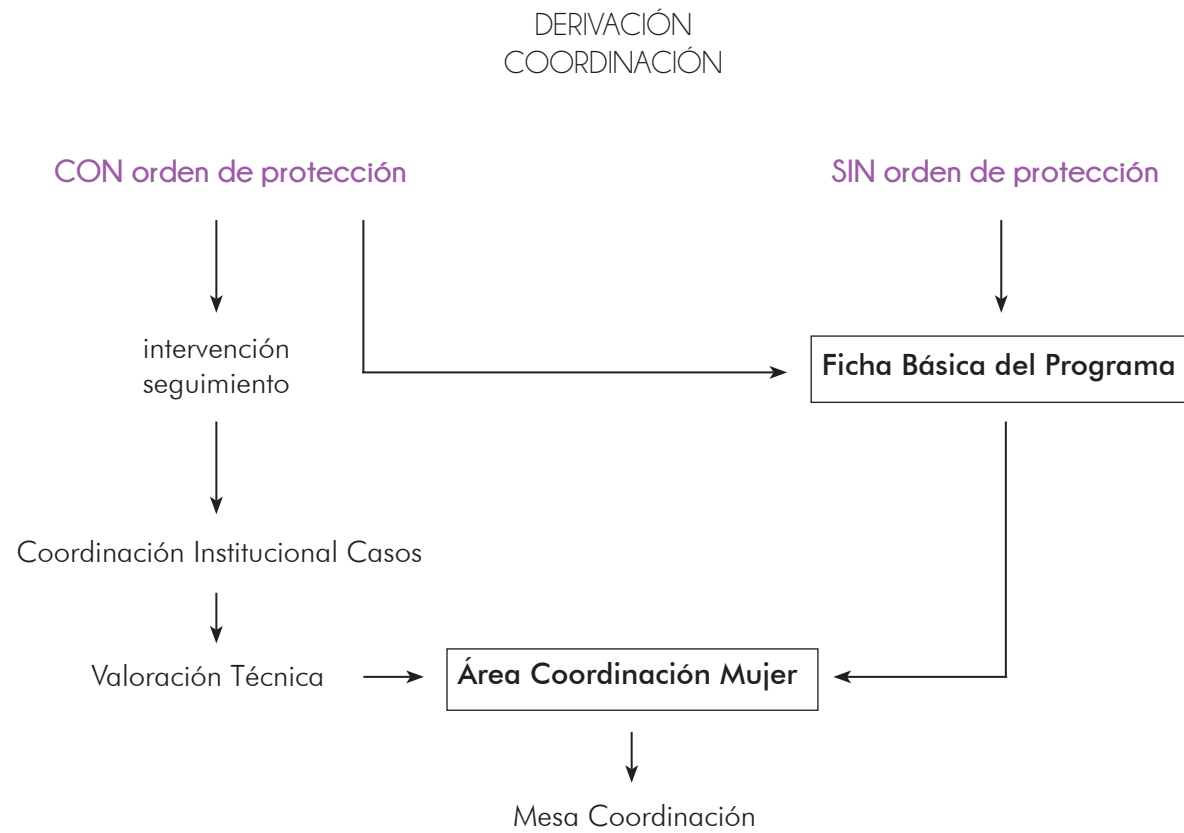 DERIVACIÓN
COORDINACIÓN
CON orden de protección
SIN orden de protección
intervención
seguimiento
Ficha Básica del Programa
Coordinación Institucional Casos
Valoración Técnica
Área Coordinación Mujer
Mesa Coordinación